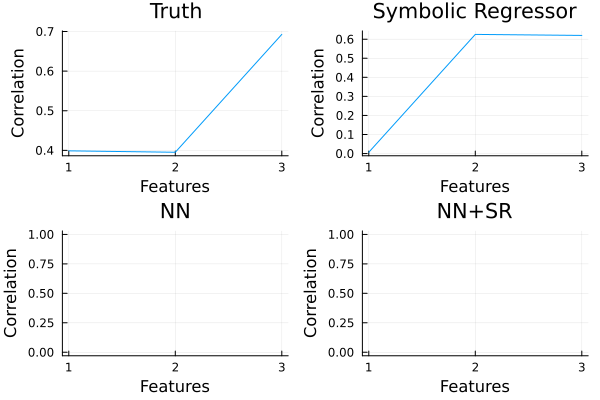 Truth
Correlation
0.7
0.6
0.5
0.4
1 2 3
Features
Symbolic Regressor
Correlation
0.6
0.5
0.4
0.3
0.2
0.1
0.0
1 2 3
Features
NN
Correlation
1.00
0.75
0.50
0.25
0.00
1 2 3
Features
NN+SR
Correlation
1.00
0.75
0.50
0.25
0.00
1 2 3
Features